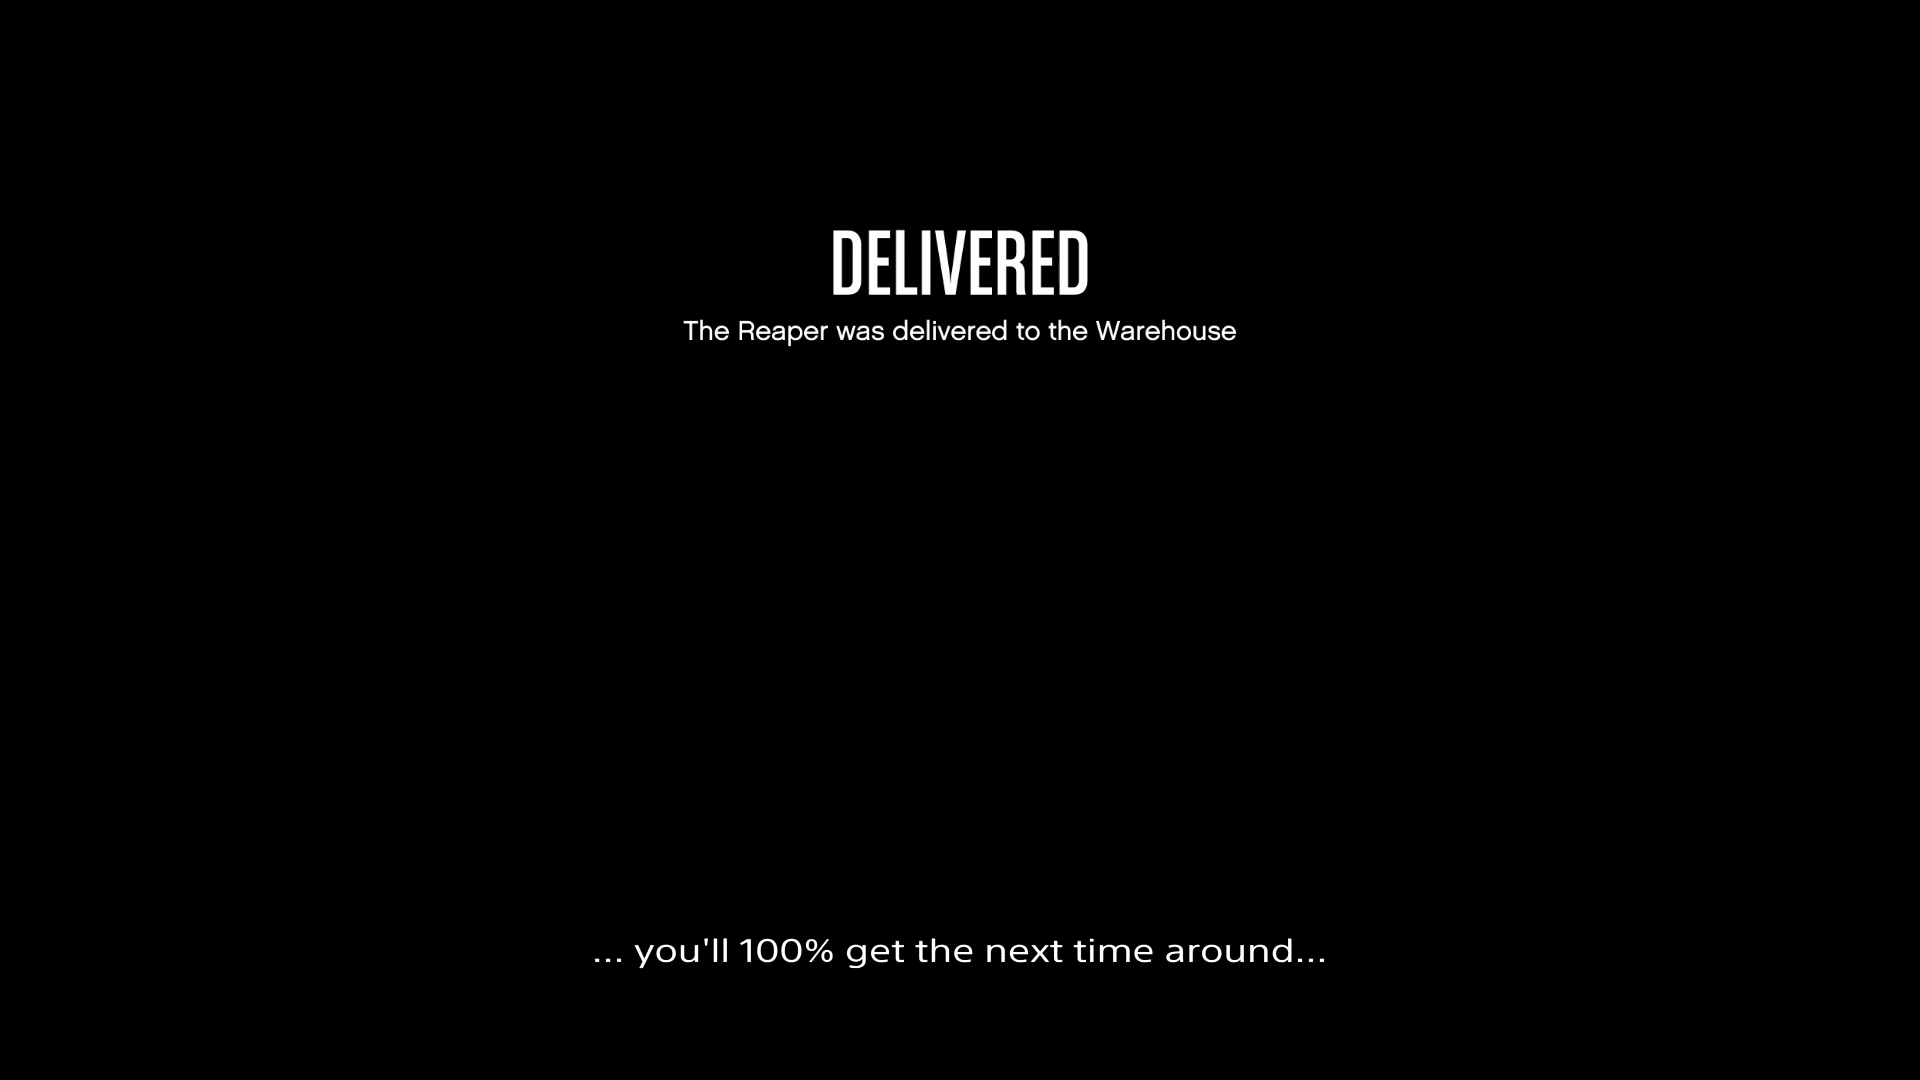 DELIVERED
The Reaper was delivered to the Warehouse
... you'll 100% get the next time around...